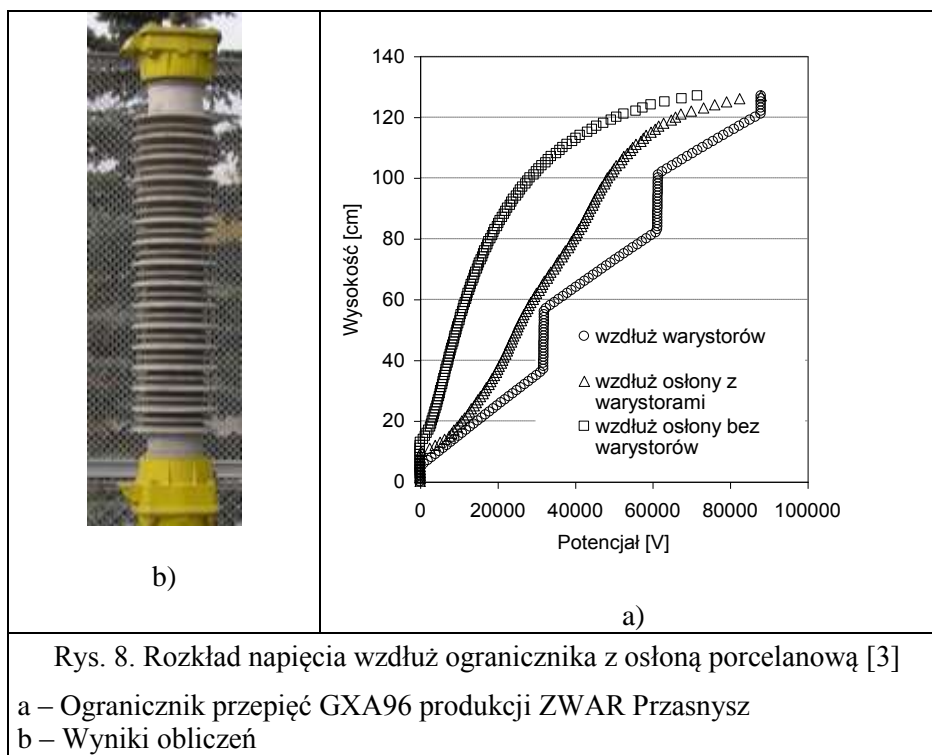 b)
140
120
100
80
60
40
20
0
Wysokość [cm]
0 20000 40000 60000 80000 100000
Potencjał [V]
wzdłuż warystorów
wzdłuż osłony z
warystorami
wzdłuż osłony bez
warystorów
a)
Rys. 8. Rozkład napięcia wzdłuż ogranicznika z osłoną porcelanową [3]
a – Ogranicznik przepięć GXA96 produkcji ZWAR Przasnysz
b – Wyniki obliczeń